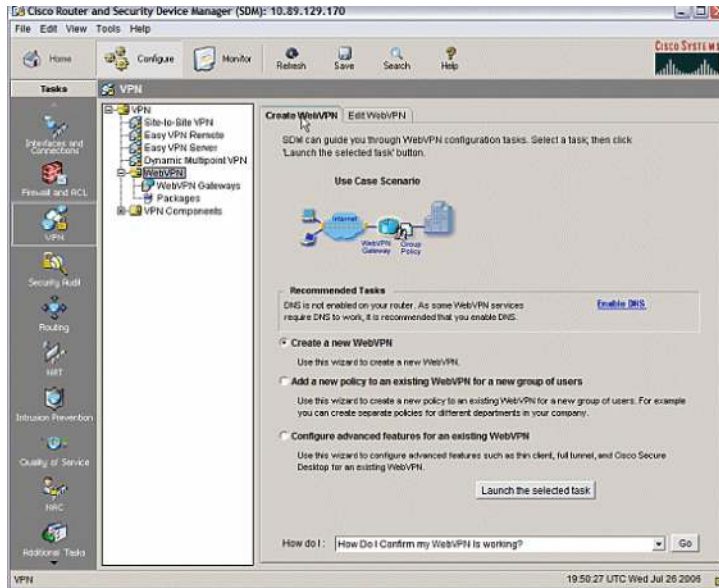 Cisco Router and Security Device Manager (SDM): 10.89.129.170
File Edit View Tools Help
Home Configure Monitor Refresh Save Search Help
CISCO SYSTEMS
Tasks
VPN
Interfaces and Connections
Firewall and ACL
VPN
Security Audit
Routing
NAT
Intrusion Prevention
Quality of Service
NAC
Additional Tasks
VPN
Site-to-Site VPN
Easy VPN Remote
Easy VPN Server
Dynamic Multipoint VPN
WebVPN
WebVPN Gateways
Packages
VPN Components
Create WebVPN Edit WebVPN
SDM can guide you through WebVPN configuration tasks. Select a task; then click
'Launch the selected task' button.
Use Case Scenario
Internet
WebVPN Gateway
Group Policy
Recommended Tasks
DNS is not enabled on your router. As some WebVPN services
require DNS to work, it is recommended that you enable DNS.
Enable DNS
Create a new WebVPN
Use this wizard to create a new WebVPN.
Add a new policy to an existing WebVPN for a new group of users
Use this wizard to create a new policy to an existing WebVPN for a new group of users. For example
you can create separate policies for different departments in your company.
Configure advanced features for an existing WebVPN
Use this wizard to configure advanced features such as thin client, full tunnel, and Cisco Secure
Desktop for an existing WebVPN.
Launch the selected task
How do I : How Do I Confirm my WebVPN is working? Go
VPN 19:50:27 UTC Wed Jul 26 2006